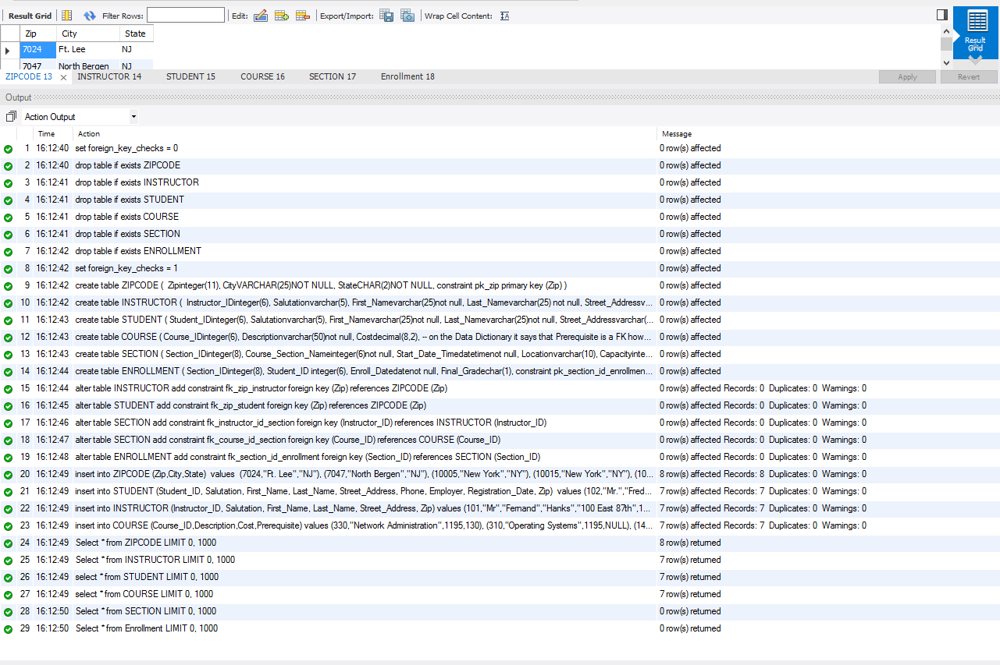 Result Grid Filter Rows: Edit: Export/Import: Wrap Cell Content: IA
Zip City State
7024 Ft. Lee NJ
7047 North Bergen NJ
Result Grid
ZIPCODE 13 INSTRUCTOR 14 STUDENT 15 COURSE 16 SECTION 17 Enrollment 18 Apply Revert
Output
Action Output
Time Action Message
1 16:12:40 set foreign_key_checks = 0 0 row(s) affected
2 16:12:40 drop table if exists ZIPCODE 0 row(s) affected
3 16:12:41 drop table if exists INSTRUCTOR 0 row(s) affected
4 16:12:41 drop table if exists STUDENT 0 row(s) affected
5 16:12:41 drop table if exists COURSE 0 row(s) affected
6 16:12:41 drop table if exists SECTION 0 row(s) affected
7 16:12:42 drop table if exists ENROLLMENT 0 row(s) affected
8 16:12:42 set foreign_key_checks = 1 0 row(s) affected
9 16:12:42 create table ZIPCODE ( Zipinteger(11), CityVARCHAR(25)NOT NULL, StateCHAR(2)NOT NULL, constraint pk_zip primary key (Zip) ) 0 row(s) affected
10 16:12:42 create table INSTRUCTOR ( Instructor_IDinteger(6), Salutationvarchar(5), First_Namevarchar(25)not null, Last_Namevarchar(25) not null, Street_Addressv... 0 row(s) affected
11 16:12:43 create table STUDENT ( Student_IDinteger(6), Salutationvarchar(5), First_Namevarchar(25)not null, Last_Namevarchar(25)not null, Street_Addressvarchar(... 0 row(s) affected
12 16:12:43 create table COURSE ( Course_IDinteger(6), Descriptionvarchar(50)not null, Costdecimal(8,2), -- on the Data Dictionary it says that Prerequisite is a FK how... 0 row(s) affected
13 16:12:43 create table SECTION ( Section_IDinteger(8), Course_Section_Nameinteger(6)not null, Start_Date_Timedatetimenot null, Locationvarchar(10), Capacityinte... 0 row(s) affected
14 16:12:44 create table ENROLLMENT ( Section_IDinteger(8), Student_ID integer(6), Enroll_Datedatenot null, Final_Gradechar(1), constraint pk_section_id_enrollmen... 0 row(s) affected
15 16:12:44 alter table INSTRUCTOR add constraint fk_zip_instructor foreign key (Zip) references ZIPCODE (Zip) 0 row(s) affected Records: 0 Duplicates: 0 Warnings: 0
16 16:12:45 alter table STUDENT add constraint fk_zip_student foreign key (Zip) references ZIPCODE (Zip) 0 row(s) affected Records: 0 Duplicates: 0 Warnings: 0
17 16:12:46 alter table SECTION add constraint fk_instructor_id_section foreign key (Instructor_ID) references INSTRUCTOR (Instructor_ID) 0 row(s) affected Records: 0 Duplicates: 0 Warnings: 0
18 16:12:47 alter table SECTION add constraint fk_course_id_section foreign key (Course_ID) references COURSE (Course_ID) 0 row(s) affected Records: 0 Duplicates: 0 Warnings: 0
19 16:12:48 alter table ENROLLMENT add constraint fk_section_id_enrollment foreign key (Section_ID) references SECTION (Section_ID) 0 row(s) affected Records: 0 Duplicates: 0 Warnings: 0
20 16:12:49 insert into ZIPCODE (Zip,City,State) values (7024,"Ft. Lee","NJ"), (7047,"North Bergen","NJ"), (10005,"New York","NY"), (10015,"New York","NY"), (10... 8 row(s) affected Records: 8 Duplicates: 0 Warnings: 0
21 16:12:49 insert into STUDENT (Student_ID, Salutation, First_Name, Last_Name, Street_Address, Phone, Employer, Registration_Date, Zip) values (102,"Mr.","Fred... 7 row(s) affected Records: 7 Duplicates: 0 Warnings: 0
22 16:12:49 insert into INSTRUCTOR (Instructor_ID, Salutation, First_Name, Last_Name, Street_Address, Zip) values (101,"Mr","Fernand","Hanks","100 East 87th",1... 7 row(s) affected Records: 7 Duplicates: 0 Warnings: 0
23 16:12:49 insert into COURSE (Course_ID,Description,Cost,Prerequisite) values (330,"Network Administration",1195,130), (310,"Operating Systems",1195,NULL), (14... 7 row(s) affected Records: 7 Duplicates: 0 Warnings: 0
24 16:12:49 Select * from ZIPCODE LIMIT 0, 1000 8 row(s) returned
25 16:12:49 Select * from INSTRUCTOR LIMIT 0, 1000 7 row(s) returned
26 16:12:49 select * from STUDENT LIMIT 0, 1000 7 row(s) returned
27 16:12:49 select * from COURSE LIMIT 0, 1000 7 row(s) returned
28 16:12:50 Select * from SECTION LIMIT 0, 1000 0 row(s) returned
29 16:12:50 Select * from Enrollment LIMIT 0, 1000 0 row(s) returned